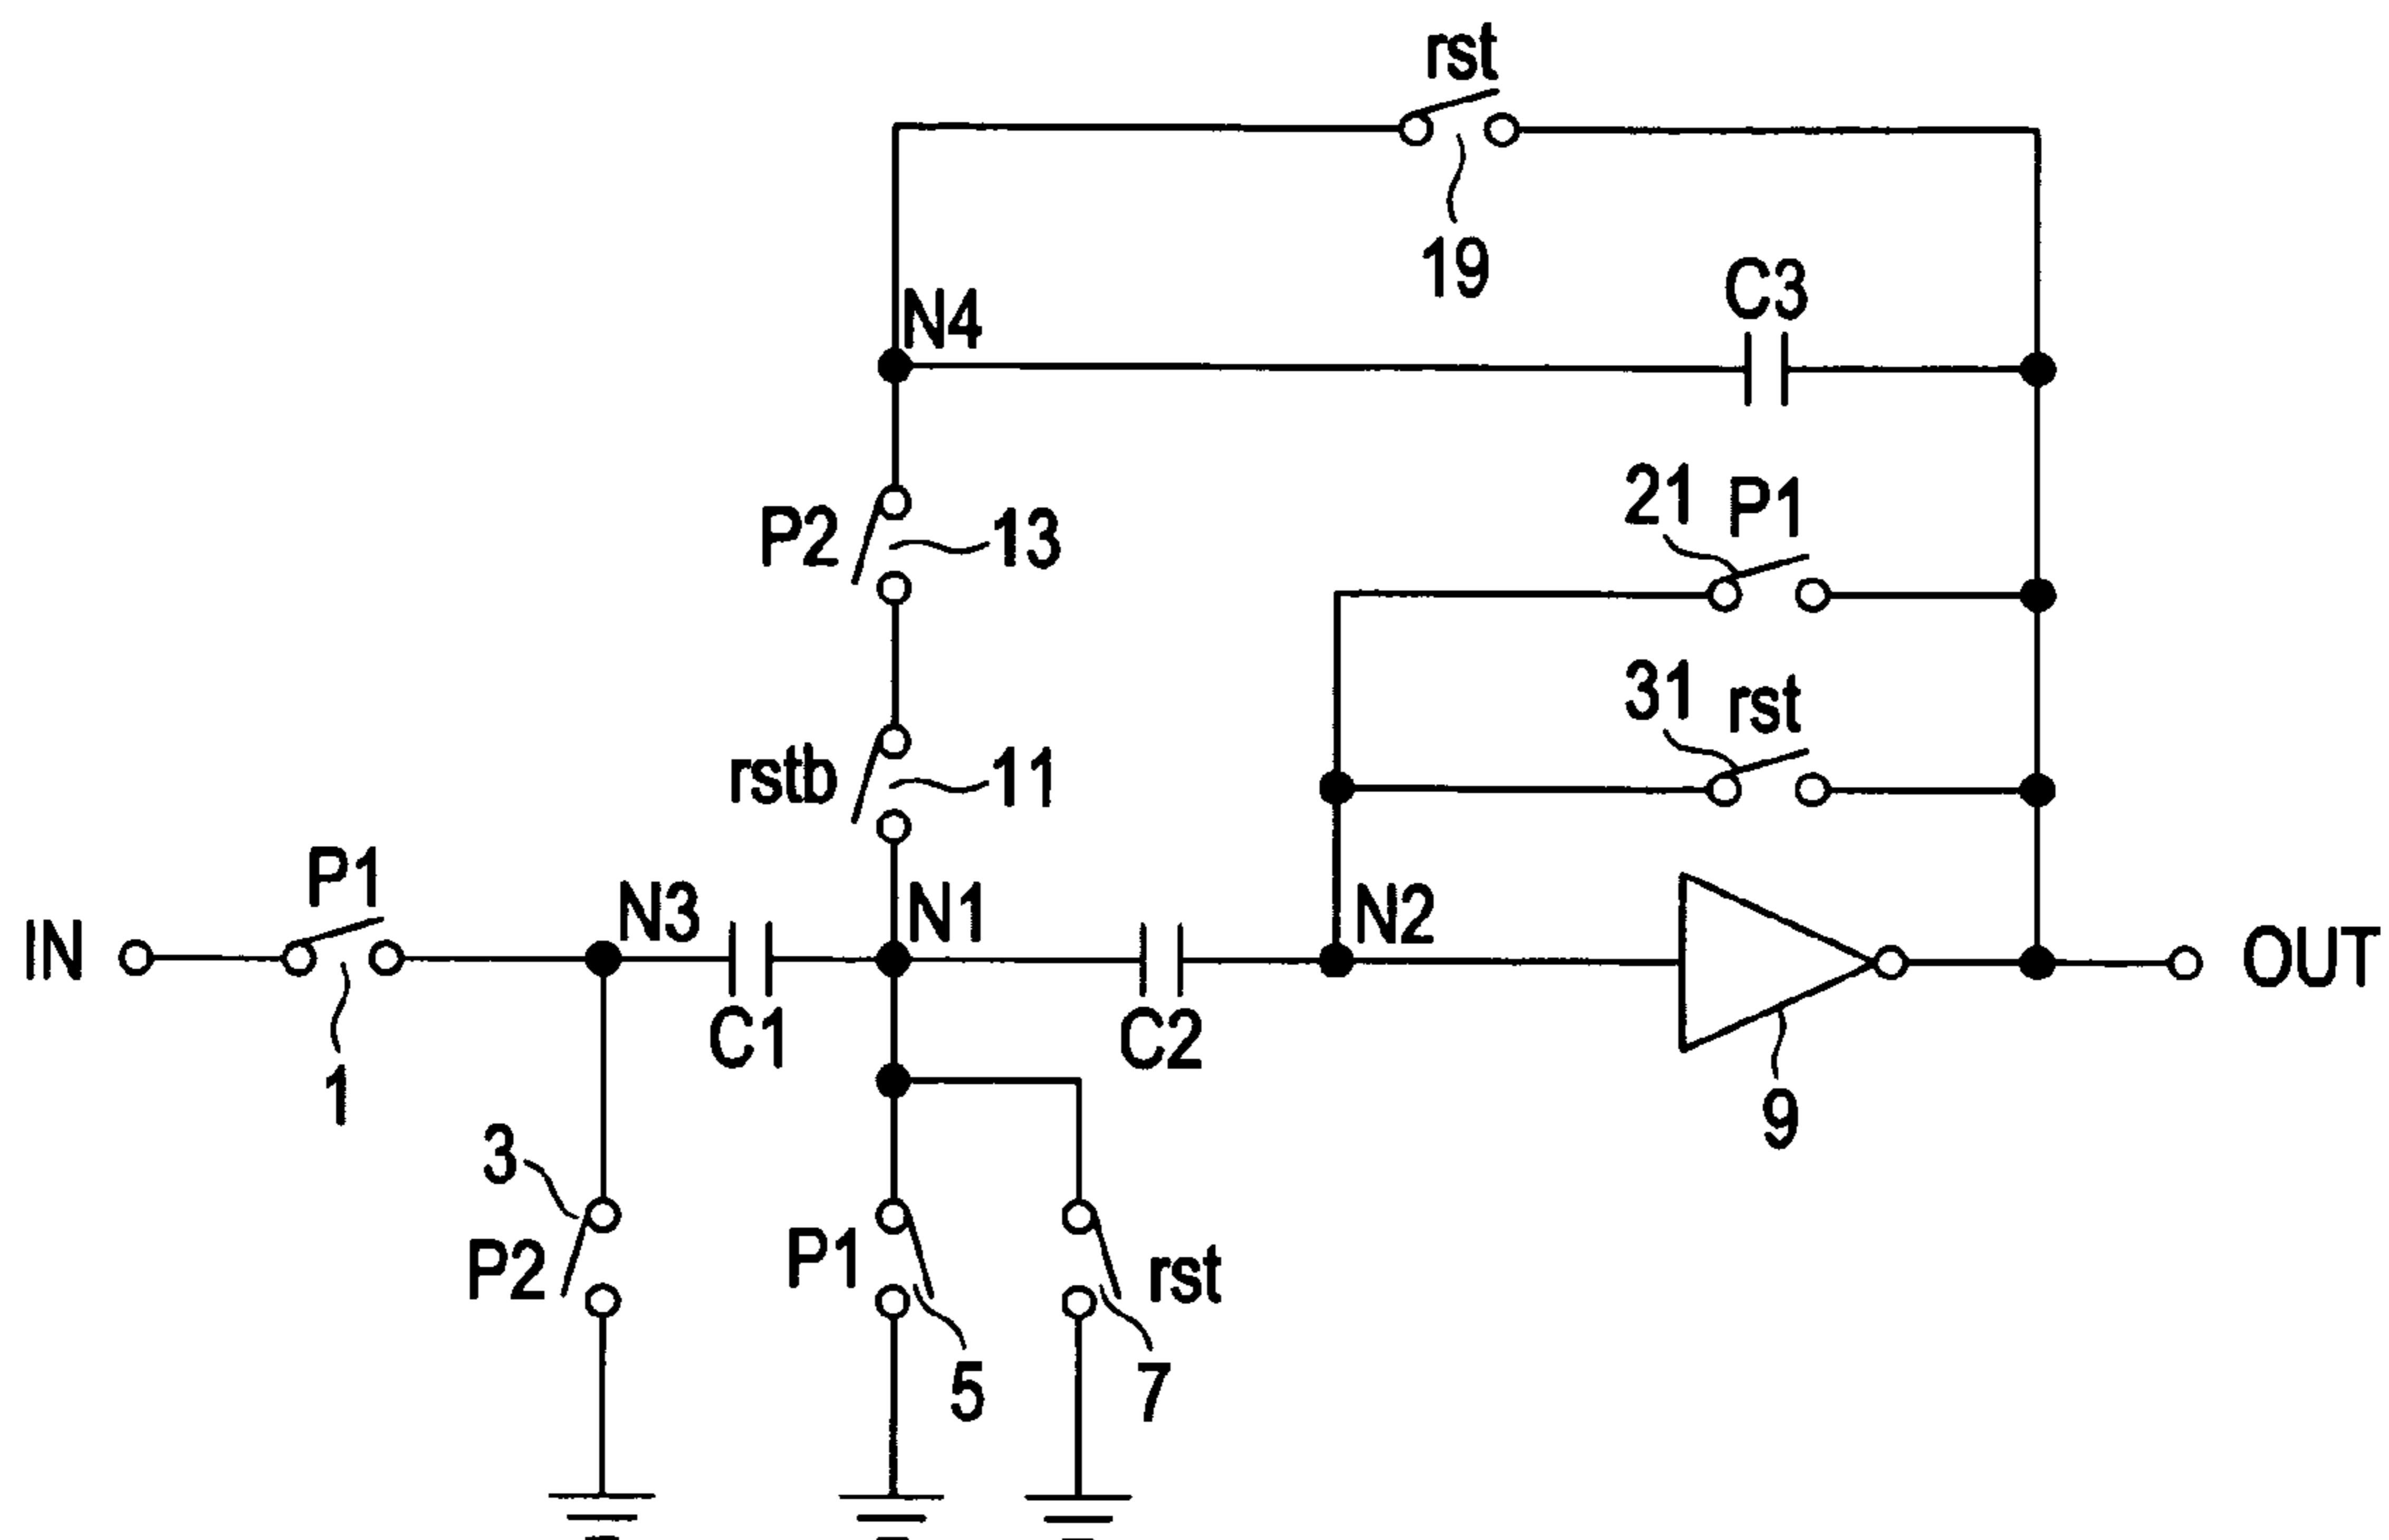 rst
19
C3
N4
21 P1
P2 13
31 rst
rstb 11
P1
N3 N1 N2
IN OUT
C1 C2
1
9
3
P2 P1 rst
5 7